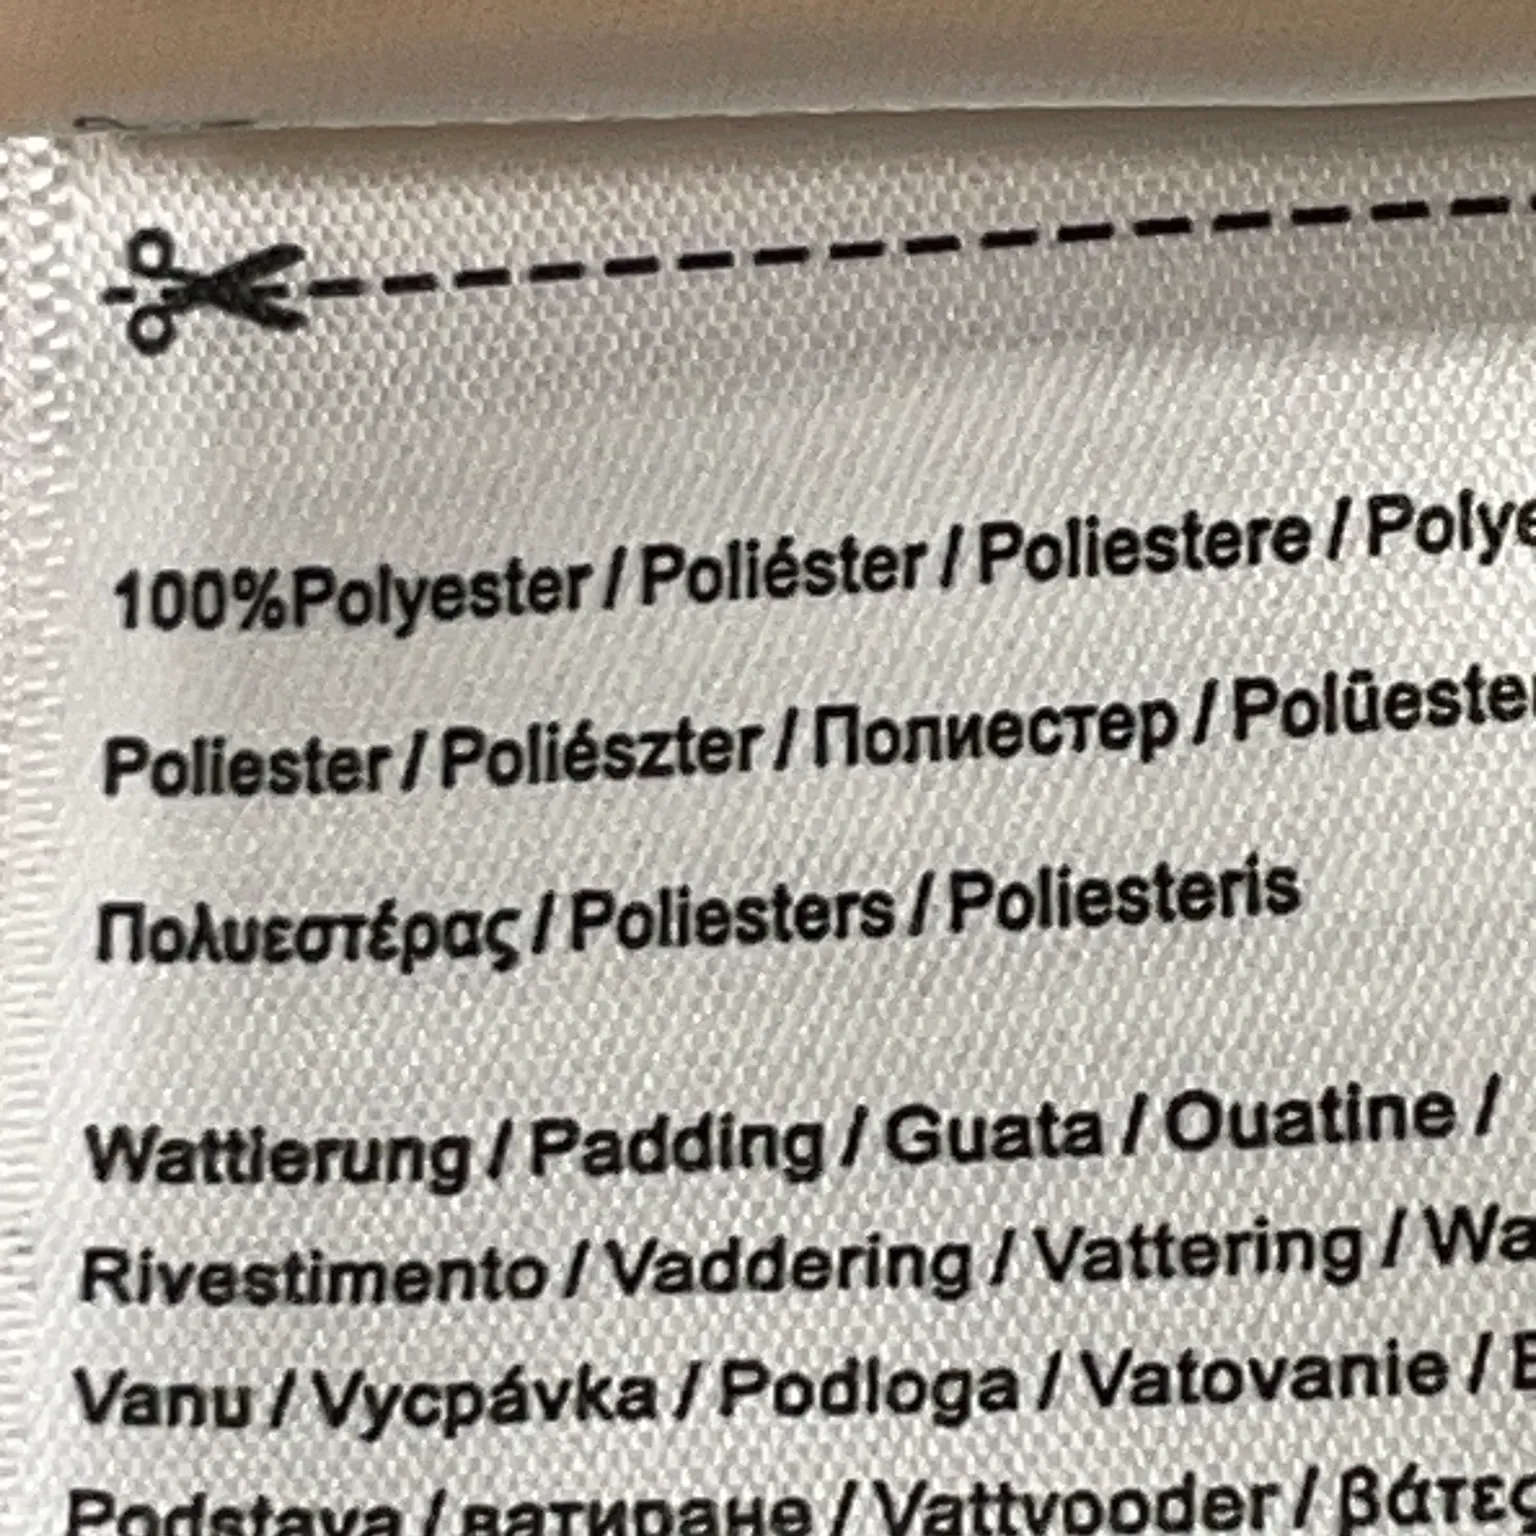 100%Polyester / Poliéster / Poliestere / Polye
Poliester / Poliészter / Полиестер / Polüester
Πολυεστέρας / Poliesters / Poliesteris
Wattierung / Padding / Guata / Ouatine /
Rivestimento / Vaddering / Vattering / Wa
Vanu / Vycpávka / Podloga / Vatovanie /
Podstava / ватиране / Vattvooder / βάτες